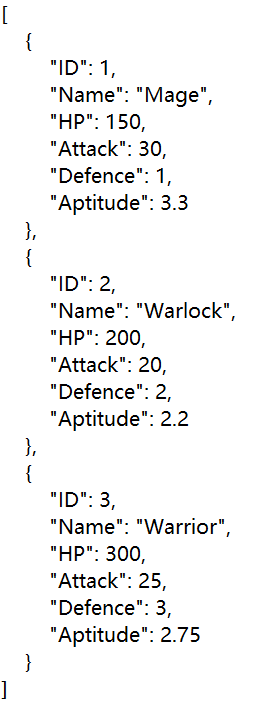 [
{
"ID": 1,
"Name": "Mage",
"HP": 150,
"Attack": 30,
"Defence": 1,
"Aptitude": 3.3
},
{
"ID": 2,
"Name": "Warlock",
"HP": 200,
"Attack": 20,
"Defence": 2,
"Aptitude": 2.2
},
{
"ID": 3,
"Name": "Warrior",
"HP": 300,
"Attack": 25,
"Defence": 3,
"Aptitude": 2.75
}
]